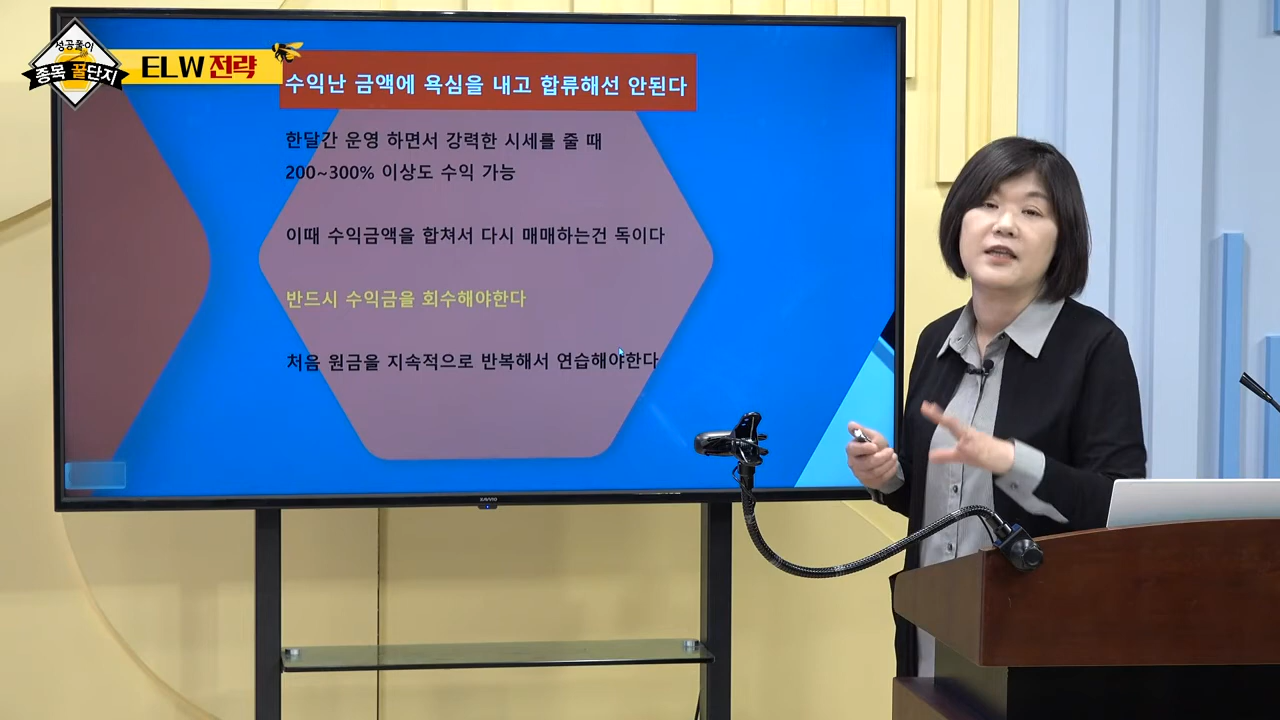 성공풀이
종목 꿀단지
ELW전략
수익난 금액에 욕심을 내고 합류해선 안된다
한달간 운영 하면서 강력한 시세를 줄 때
200~300% 이상도 수익 가능
이때 수익금액을 합쳐서 다시 매매하는건 독이다
반드시 수익금을 회수해야한다
처음 원금을 지속적으로 반복해서 연습해야한다